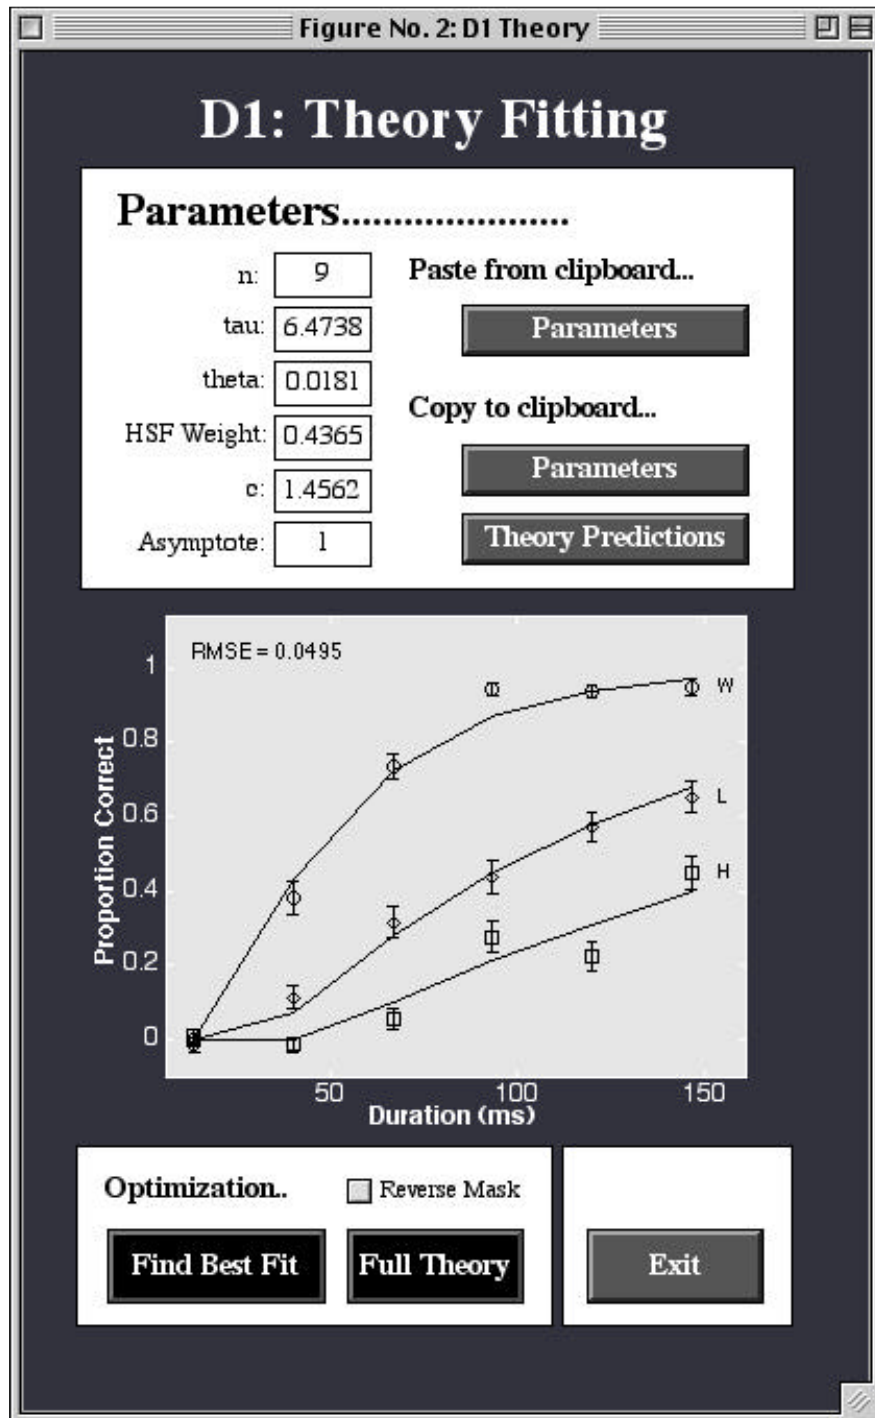 Figure No. 2: D1 Theory
D1: Theory Fitting
Parameters......................
n: 9
tau: 6.4738
theta: 0.0181
HSF Weight: 0.4365
c: 1.4562
Asymptote: 1
Paste from clipboard...
Parameters
Copy to clipboard...
Parameters
Theory Predictions
RMSE = 0.0495
Proportion Correct
1
0.8
0.6
0.4
0.2
0
W
L
H
50 100 150
Duration (ms)
Optimization..
Reverse Mask
Find Best Fit
Full Theory
Exit